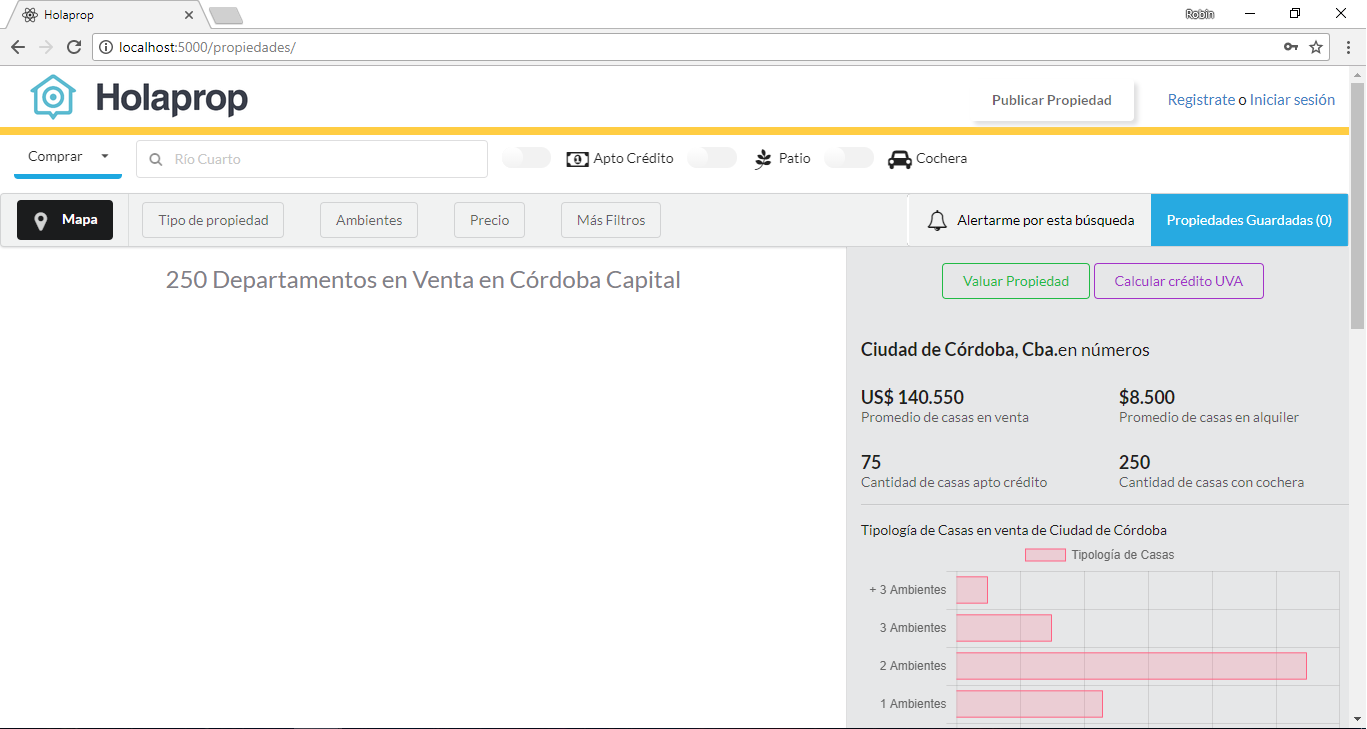 Holaprop
Robin
localhost:5000/propiedades/
Holaprop
Publicar Propiedad
Registrate o Iniciar sesión
Comprar
Río Cuarto
Apto Crédito
Patio
Cochera
Mapa
Tipo de propiedad
Ambientes
Precio
Más Filtros
Alertarme por esta búsqueda
Propiedades Guardadas (0)
250 Departamentos en Venta en Córdoba Capital
Valuar Propiedad
Calcular crédito UVA
Ciudad de Córdoba, Cba.en números
US$ 140.550
Promedio de casas en venta
$8.500
Promedio de casas en alquiler
75
Cantidad de casas apto crédito
250
Cantidad de casas con cochera
Tipología de Casas en venta de Ciudad de Córdoba
Tipología de Casas
+ 3 Ambientes
3 Ambientes
2 Ambientes
1 Ambientes